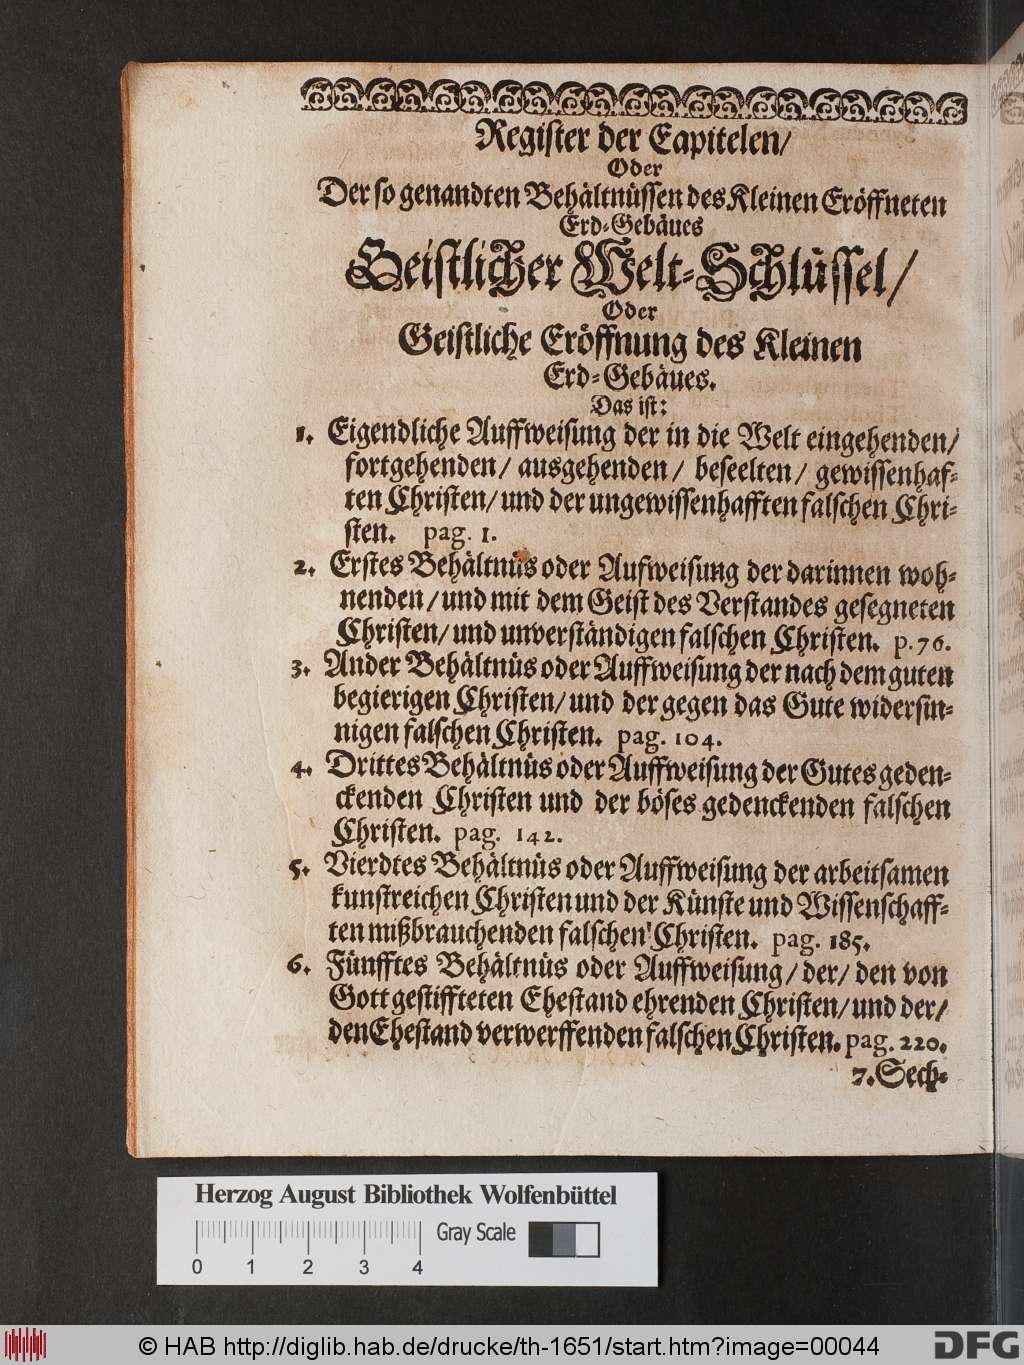 Register der Capitelen/
Oder
Der so genandten Behältnüssen des Kleinen Eröffneten
Erd-Gebäues
Geistlicher Welt-Schlüssel/
Oder
Geistliche Eröffnung des Kleinen
Erd-Gebäues.
Das ist:
1. Eigendliche Auffweisung der in die Welt eingehenden/
fortgehenden/ ausgehenden/ beseelten/ gewissenhaf-
ten Christen/ und der ungewissenhafften falschen Chri-
sten. pag. 1.
2. Erstes Behältnüs oder Aufweisung der darinnen woh-
nenden/ und mit dem Geist des Verstandes gesegneten
Christen/ und unverständigen falschen Christen. p. 76.
3. Ander Behältnüs oder Auffweisung der nach dem guten
begierigen Christen/ und der gegen das Gute widersin-
nigen falschen Christen. pag. 104.
4. Drittes Behältnüs oder Auffweisung der Gutes geden-
ckenden Christen und der böses gedenckenden falschen
Christen. pag. 142.
5. Vierdtes Behältnüs oder Auffweisung der arbeitsamen
kunstreichen Christen und der Künste und Wissenschaff-
ten mißbrauchenden falschen Christen. pag. 185.
6. Fünfftes Behältnüs oder Auffweisung/ der/ den von
Gott gestiffteten Ehestand ehrenden Christen/ und der/
den Ehestand verwerffenden falschen Christen. pag. 220.
7. Sech-
Herzog August Bibliothek Wolfenbüttel
Gray Scale
0 1 2 3 4
© HAB http://diglib.hab.de/drucke/th-1651/start.htm?image=00044
DFG